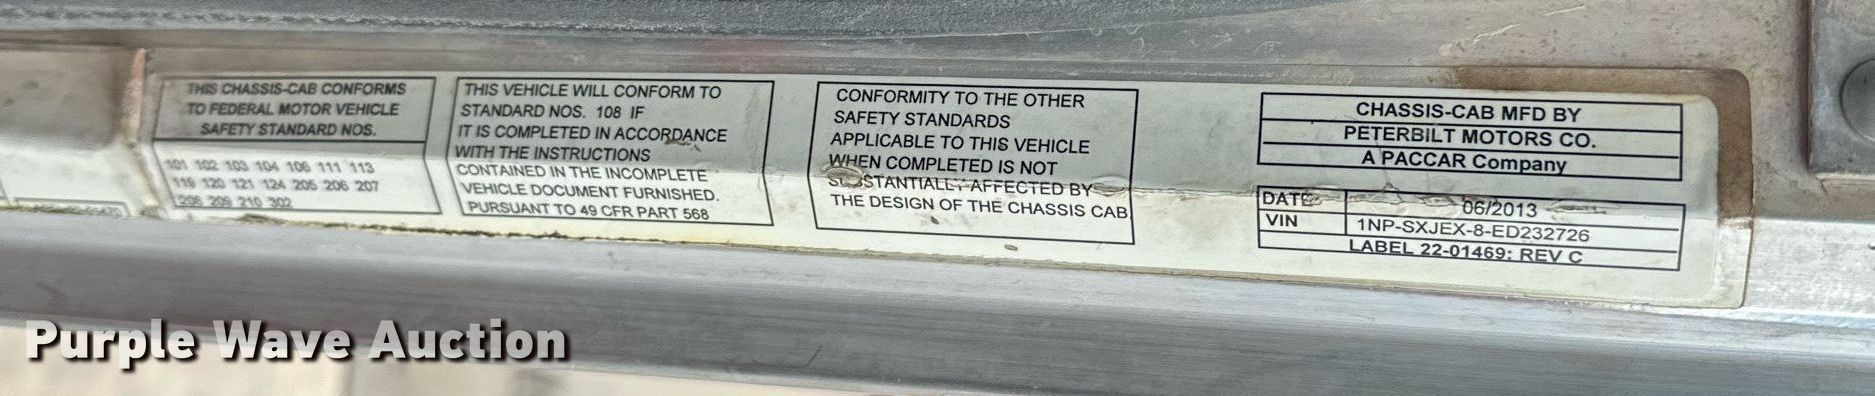 THIS CHASSIS-CAB CONFORMS
TO FEDERAL MOTOR VEHICLE
SAFETY STANDARD NOS.
101 102 103 104 106 111 113
119 120 121 124 205 206 207
208 209 210 302
THIS VEHICLE WILL CONFORM TO
STANDARD NOS. 108 IF
IT IS COMPLETED IN ACCORDANCE
WITH THE INSTRUCTIONS
CONTAINED IN THE INCOMPLETE
VEHICLE DOCUMENT FURNISHED.
PURSUANT TO 49 CFR PART 568
CONFORMITY TO THE OTHER
SAFETY STANDARDS
APPLICABLE TO THIS VEHICLE
WHEN COMPLETED IS NOT
SUBSTANTIALLY AFFECTED BY
THE DESIGN OF THE CHASSIS CAB
CHASSIS-CAB MFD BY
PETERBILT MOTORS CO.
A PACCAR Company
DATE 06/2013
VIN 1NP-SXJEX-8-ED232726
LABEL 22-01469: REV C
Purple Wave Auction